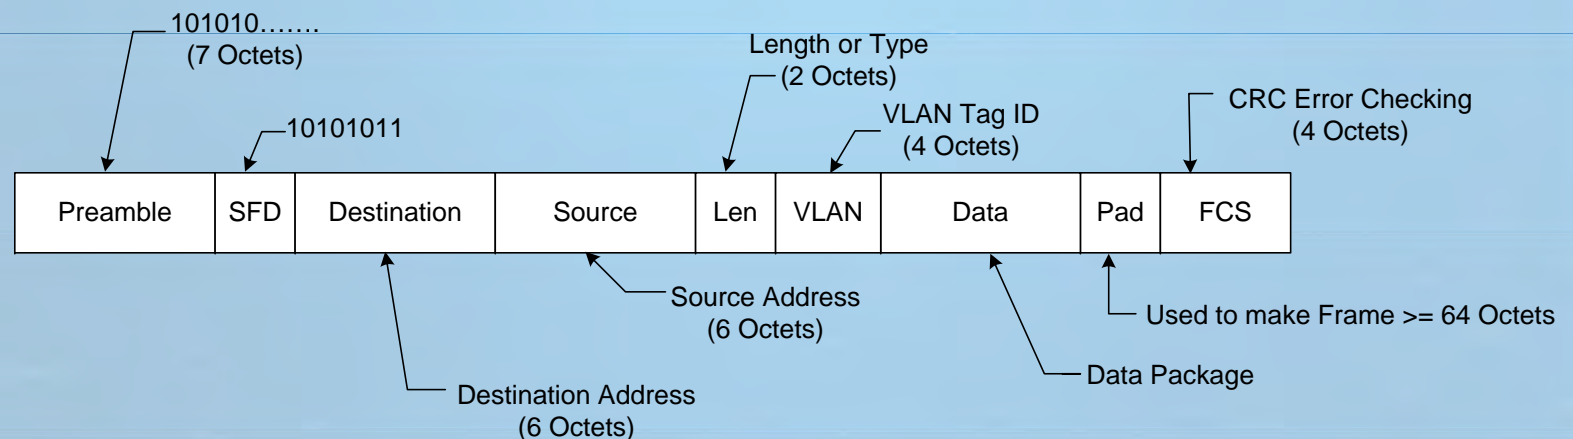 101010.......
(7 Octets)
Length or Type
(2 Octets)
CRC Error Checking
(4 Octets)
VLAN Tag ID
(4 Octets)
10101011
Preamble
SFD
Destination
Source
Len
VLAN
Data
Pad
FCS
Source Address
(6 Octets)
Used to make Frame >= 64 Octets
Data Package
Destination Address
(6 Octets)